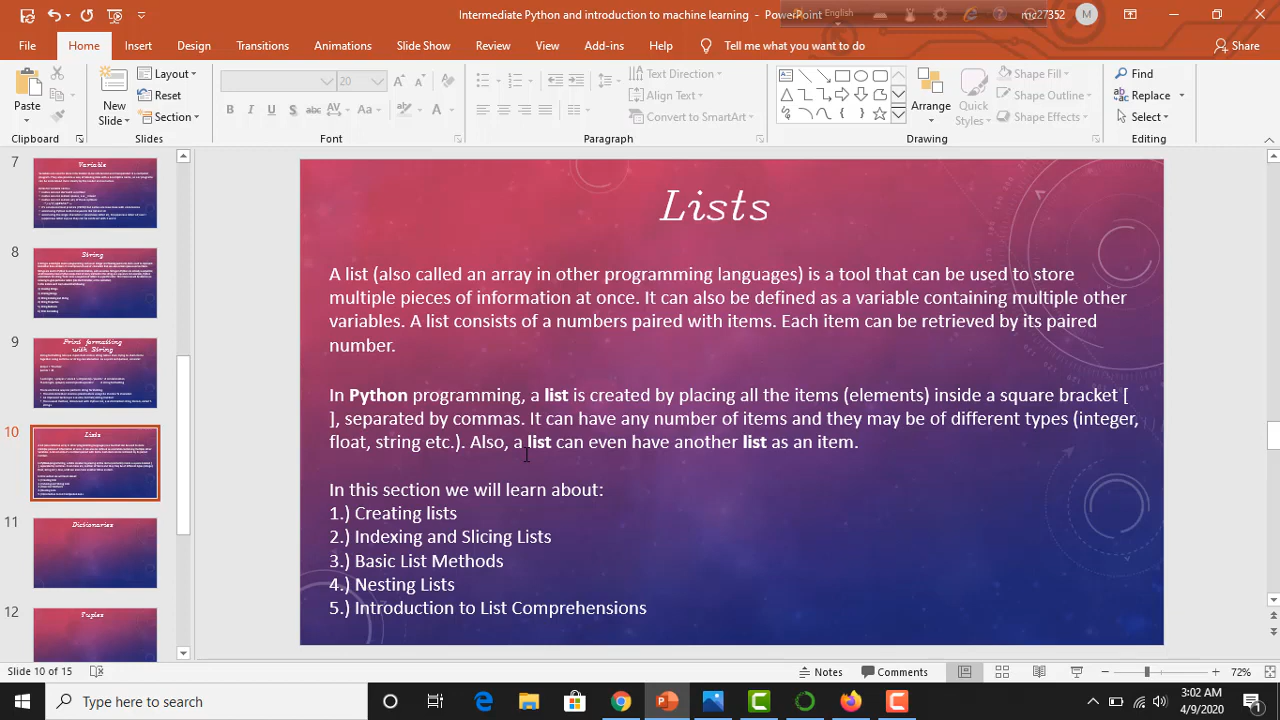 Intermediate Python and introduction to machine learning - PowerPoint
English
mc27352
M
File Home Insert Design Transitions Animations Slide Show Review View Add-ins Help Tell me what you want to do Share
Paste
Clipboard
New Slide
Layout
Reset
Section
Slides
20
B I U S abc AV Aa A
Font
Text Direction
Align Text
Convert to SmartArt
Paragraph
Arrange
Quick Styles
Shape Fill
Shape Outline
Shape Effects
Drawing
Find
Replace
Select
Editing
7
Variable
8
String
9
Print formatting
with String
10
Lists
11
Dictionaries
12
Tuples
Lists
A list (also called an array in other programming languages) is a tool that can be used to store
multiple pieces of information at once. It can also be defined as a variable containing multiple other
variables. A list consists of a numbers paired with items. Each item can be retrieved by its paired
number.
In Python programming, a list is created by placing all the items (elements) inside a square bracket [
], separated by commas. It can have any number of items and they may be of different types (integer,
float, string etc.). Also, a list can even have another list as an item.
In this section we will learn about:
1.) Creating lists
2.) Indexing and Slicing Lists
3.) Basic List Methods
4.) Nesting Lists
5.) Introduction to List Comprehensions
Slide 10 of 15
Notes
Comments
72%
Type here to search
3:02 AM
4/9/2020